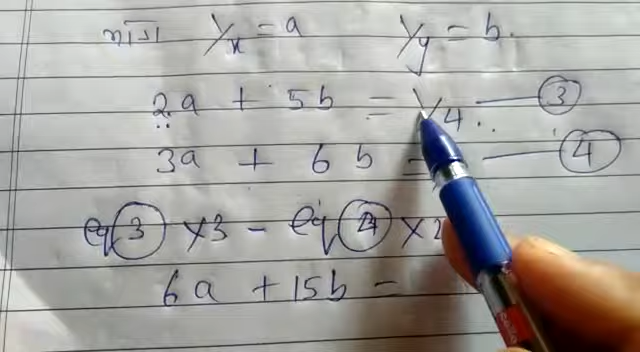 माना 1/x = a 1/y = b.
2a + 5b = 1/4 ——— ③
3a + 6b = ——— ④
eq ③ ×3 − eq ④ ×2
6a + 15b =